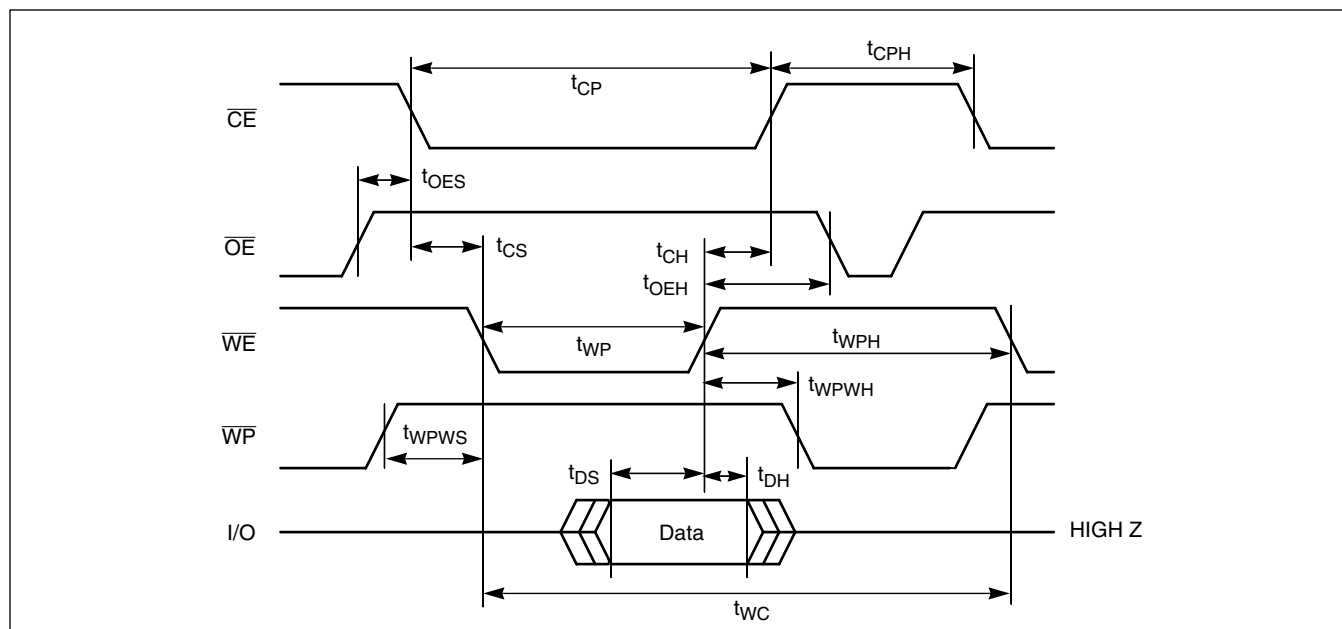 tCPH
tCP
CE
tOES
OE
tCS
tCH
tOEH
WE
tWP
tWPH
tWPWH
WP
tWPWS
tDS
tDH
I/O
Data
HIGH Z
tWC